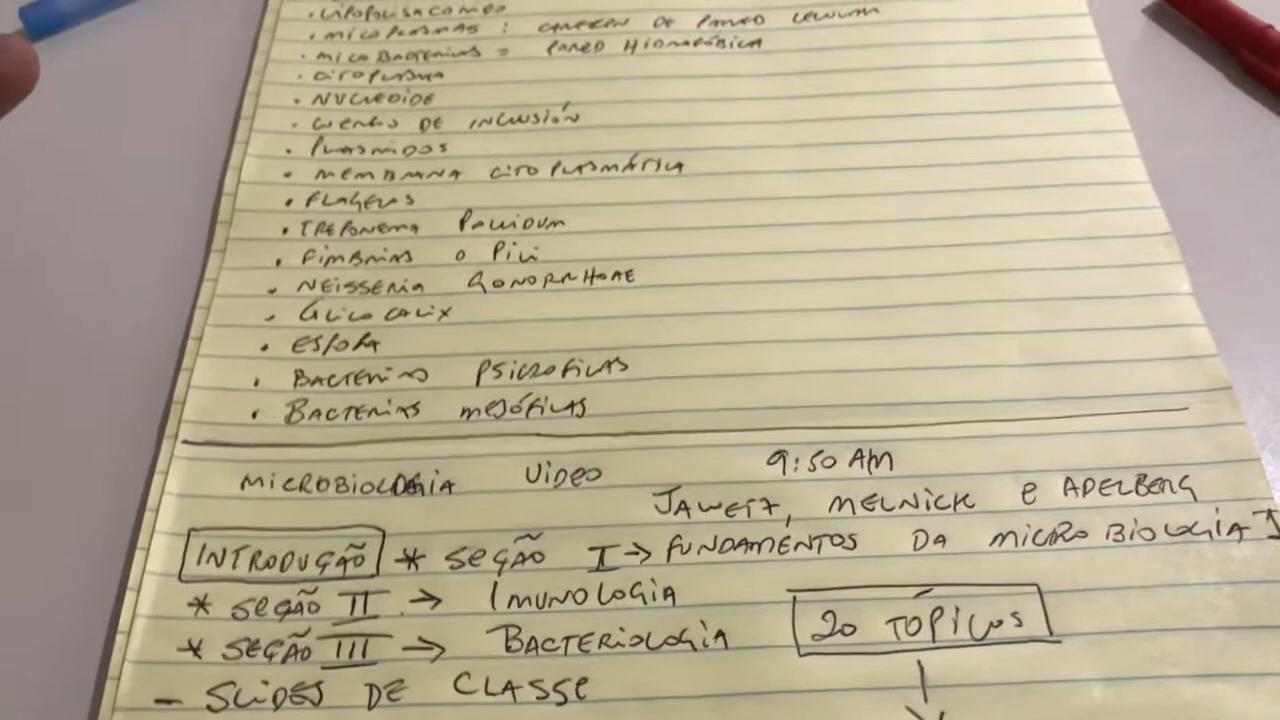 • LIPOPOLISACARIDO
• MICOPLASMAS : CARECEN DE PARED CELULAR
• MICOBACTERIAS = PARED HIDROFÓBICA
• CITOPLASMA
• NUCLEOIDE
• CUERPOS DE INCLUSIÓN
• PLASMIDOS
• MEMBRANA CITOPLASMÁTICA
• FLAGELOS
• TREPONEMA PALLIDUM
• FIMBRIAS O PILI
• NEISSERIA GONORRHOAE
• GLICOCALIX
• ESPORA
• BACTERIAS PSICROFILAS
• BACTERIAS MESÓFILAS
MICROBIOLOGIA VIDEO 9:50 AM
JAWETZ, MELNICK e ADELBERG
INTRODUÇÃO * SEÇÃO I → FUNDAMENTOS DA MICROBIOLOGIA
* SEÇÃO II → IMUNOLOGIA
20 TÓPICOS
* SEÇÃO III → BACTERIOLOGIA
- SLIDES DE CLASSE